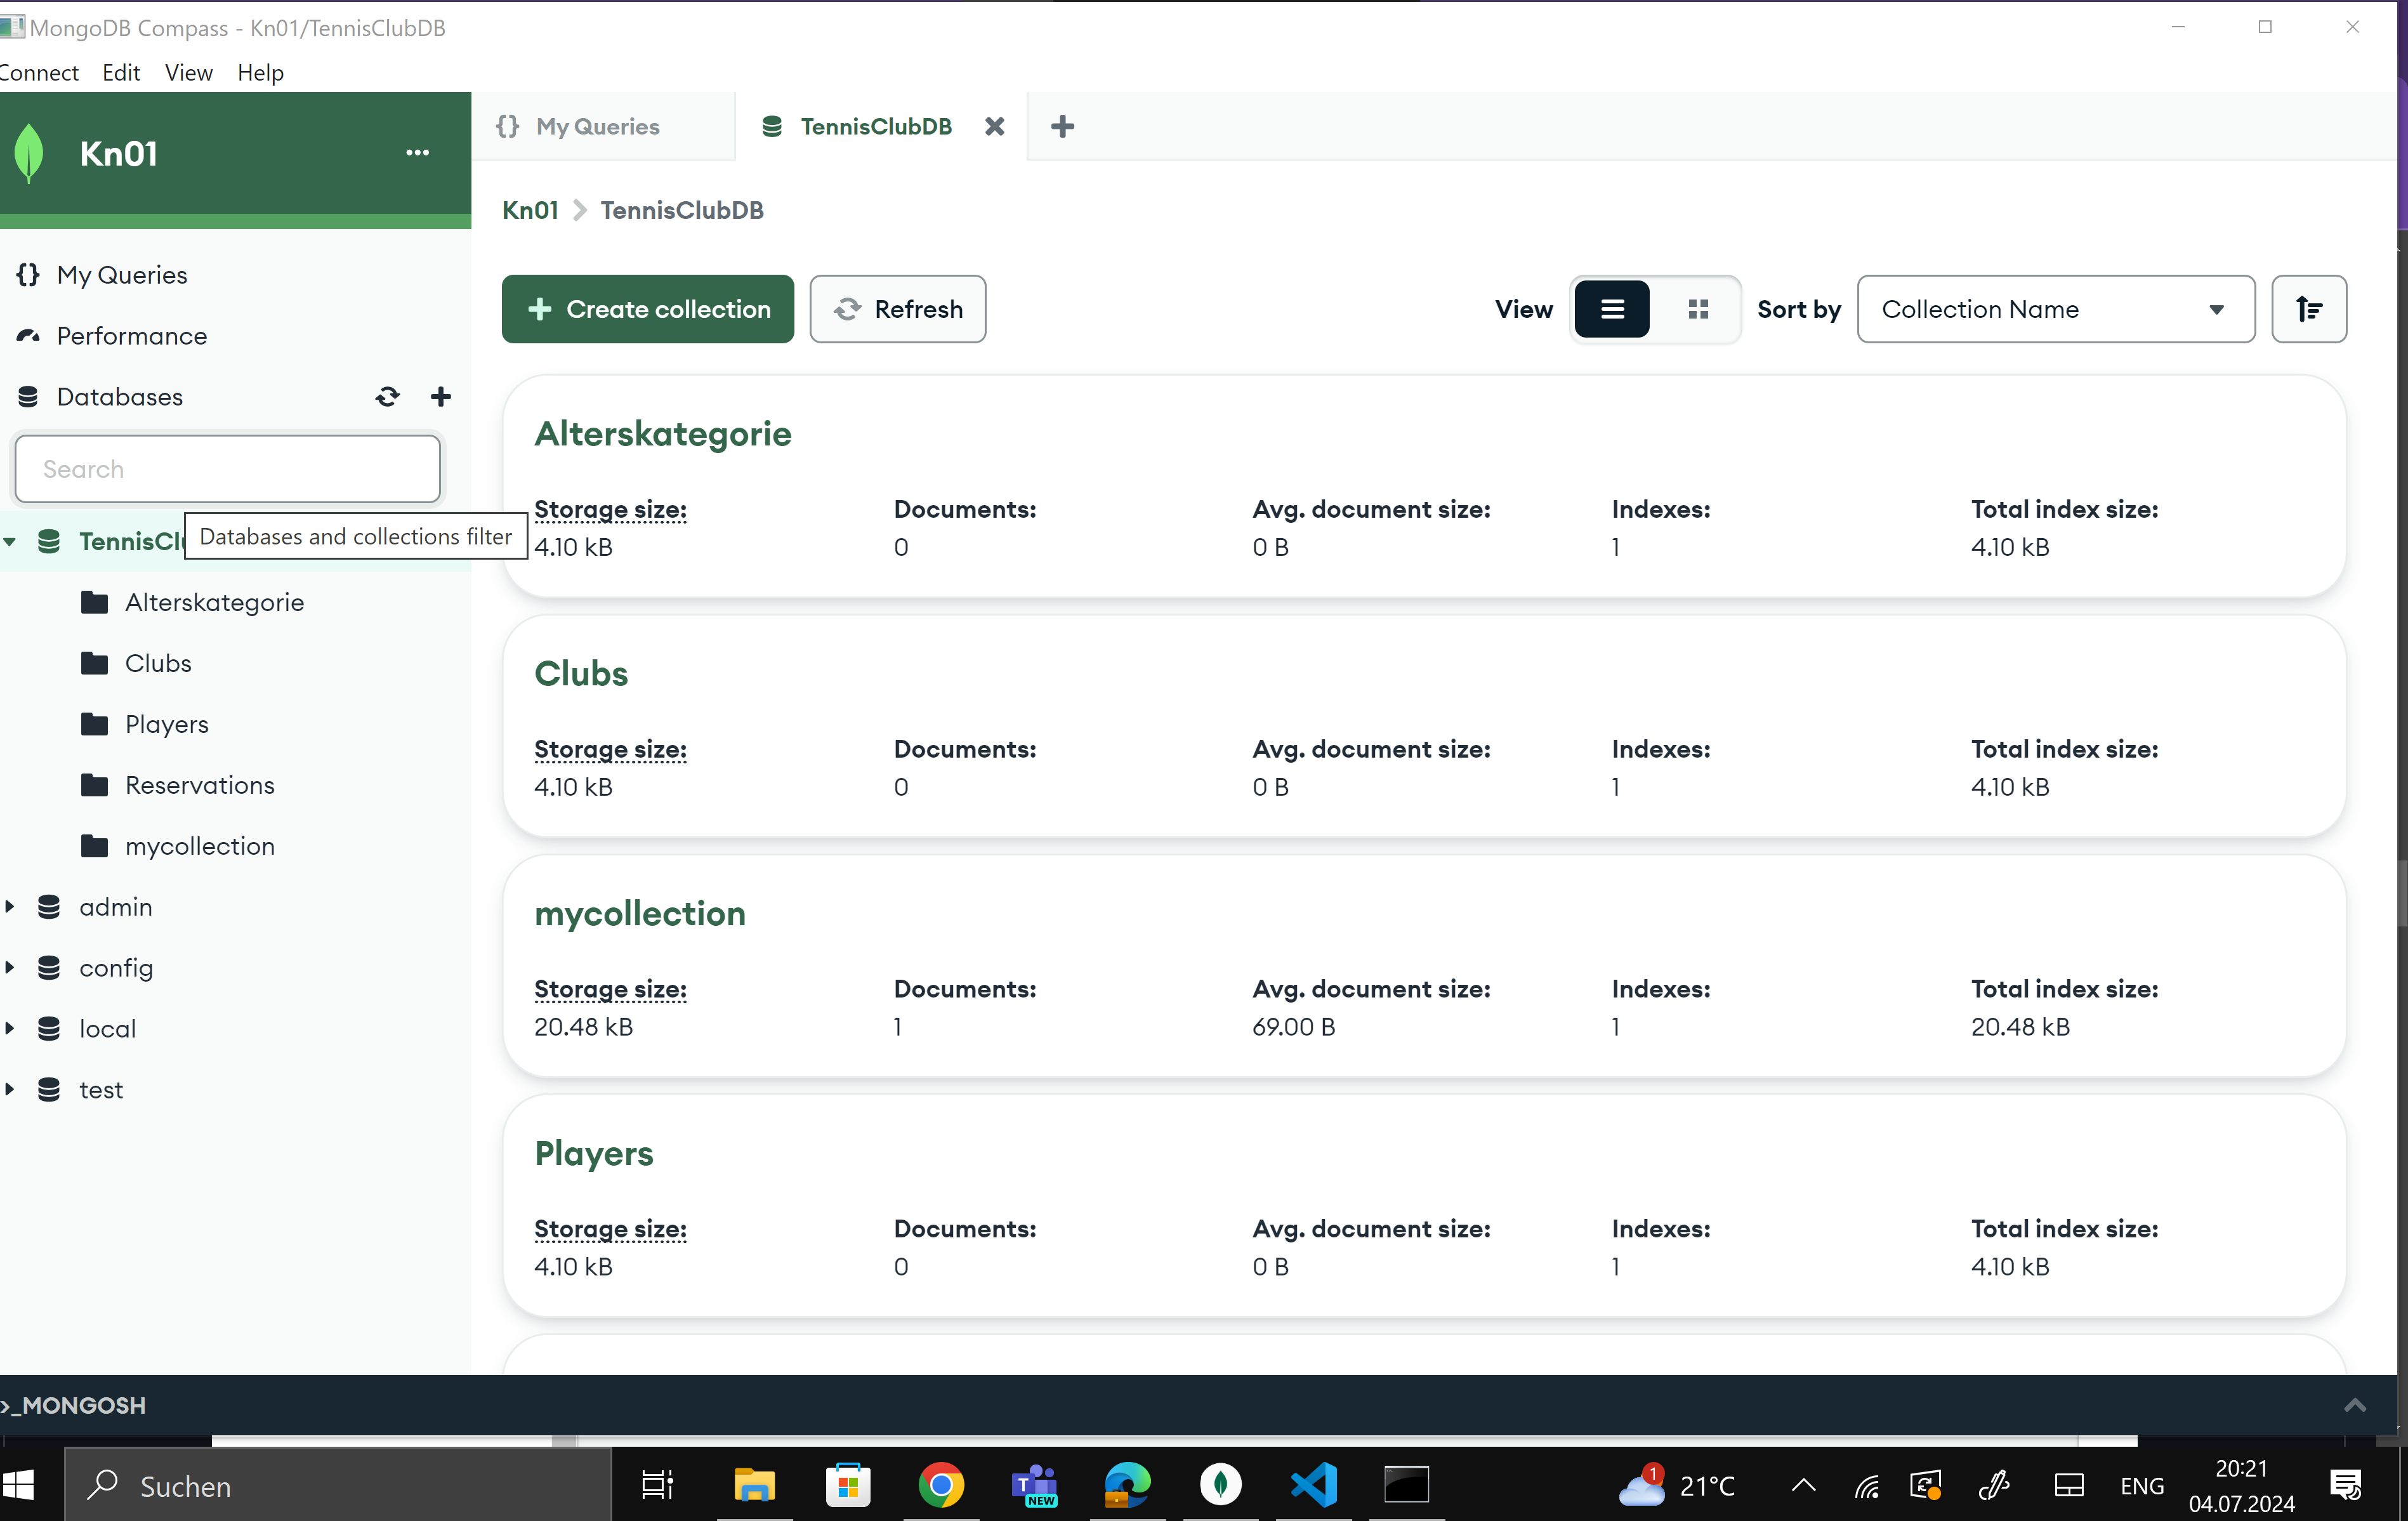 MongoDB Compass - Kn01/TennisClubDB
Connect Edit View Help
Kn01
My Queries
Performance
Databases
Search
TennisClu
Databases and collections filter
Alterskategorie
Clubs
Players
Reservations
mycollection
admin
config
local
test
{} My Queries
TennisClubDB
Kn01 > TennisClubDB
Create collection
Refresh
View
Sort by
Collection Name
Alterskategorie
Storage size: Documents: Avg. document size: Indexes: Total index size:
4.10 kB 0 0 B 1 4.10 kB
Clubs
Storage size: Documents: Avg. document size: Indexes: Total index size:
4.10 kB 0 0 B 1 4.10 kB
mycollection
Storage size: Documents: Avg. document size: Indexes: Total index size:
20.48 kB 1 69.00 B 1 20.48 kB
Players
Storage size: Documents: Avg. document size: Indexes: Total index size:
4.10 kB 0 0 B 1 4.10 kB
>_MONGOSH
Suchen
T NEW
1
21°C
ENG
20:21
04.07.2024